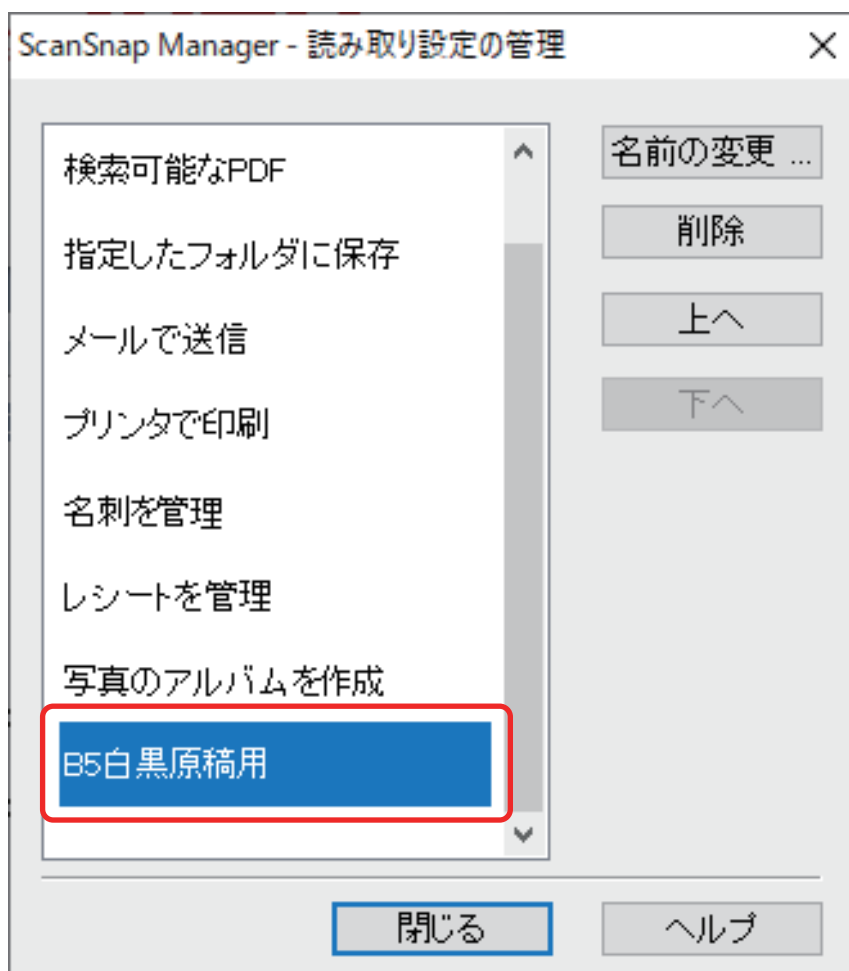 ScanSnap Manager - 読み取り設定の管理
検索可能なPDF
指定したフォルダに保存
メールで送信
プリンタで印刷
名刺を管理
レシートを管理
写真のアルバムを作成
B5白黒原稿用
名前の変更 ...
削除
上へ
下へ
閉じる
ヘルプ